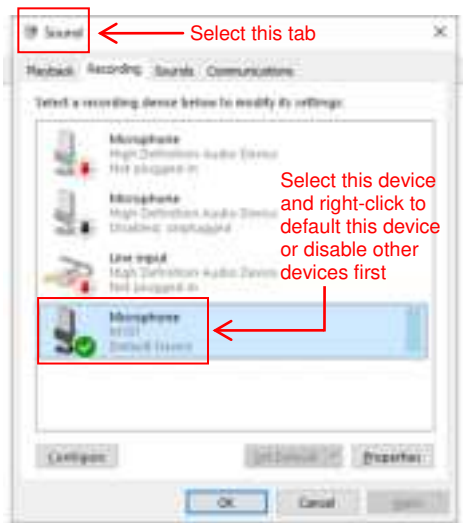 Sound
Select this tab
Playback Recording Sounds Communications
Select a recording device below to modify its settings:
Microphone
High Definition Audio Device
Not plugged in
Microphone
High Definition Audio Device
Disabled, unplugged
Select this device
and right-click to
default this device
or disable other
devices first
Line input
High Definition Audio Device
Not plugged in
Microphone
Default Device
Configure
Set Default
Properties
OK
Cancel
Apply